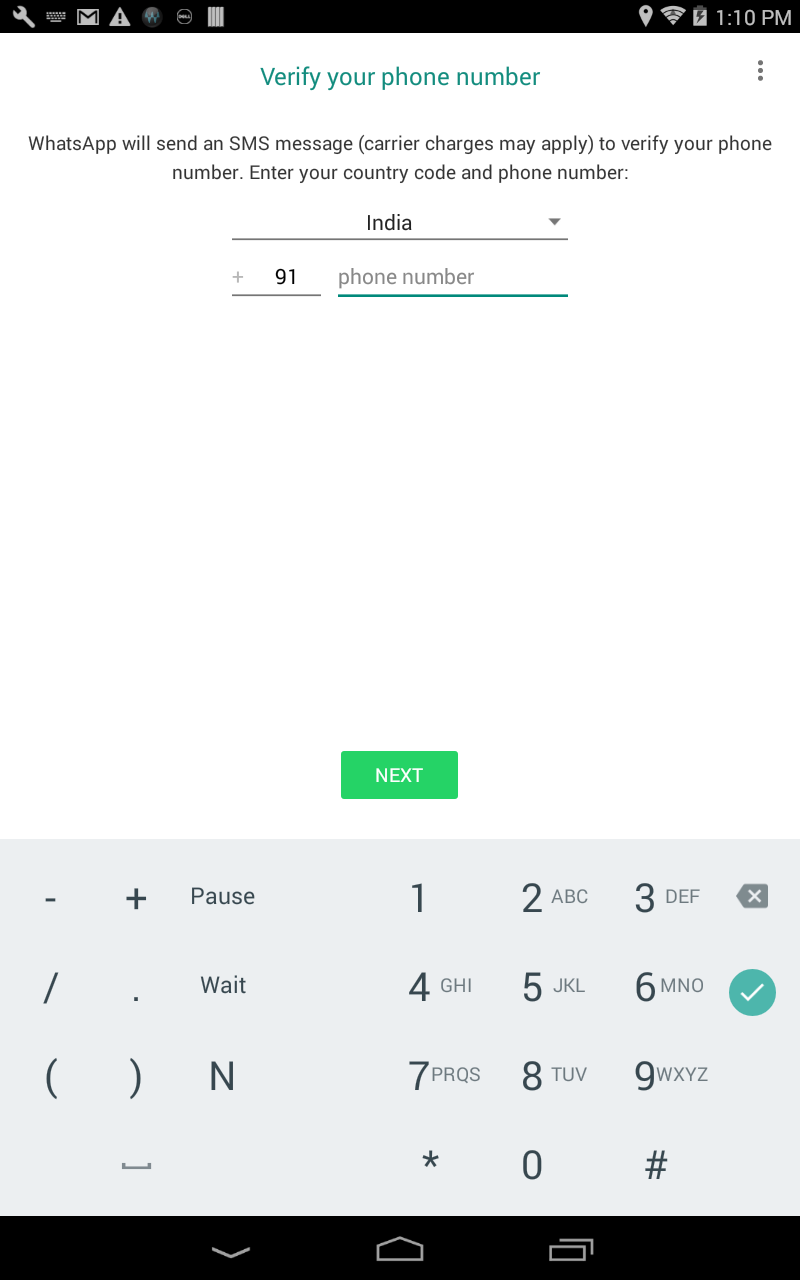 1:10 PM
Verify your phone number
WhatsApp will send an SMS message (carrier charges may apply) to verify your phone
number. Enter your country code and phone number:
India
+ 91 phone number
NEXT
- + Pause 1 2 ABC 3 DEF
/ . Wait 4 GHI 5 JKL 6 MNO
( ) N 7 PRQS 8 TUV 9 WXYZ
* 0 #